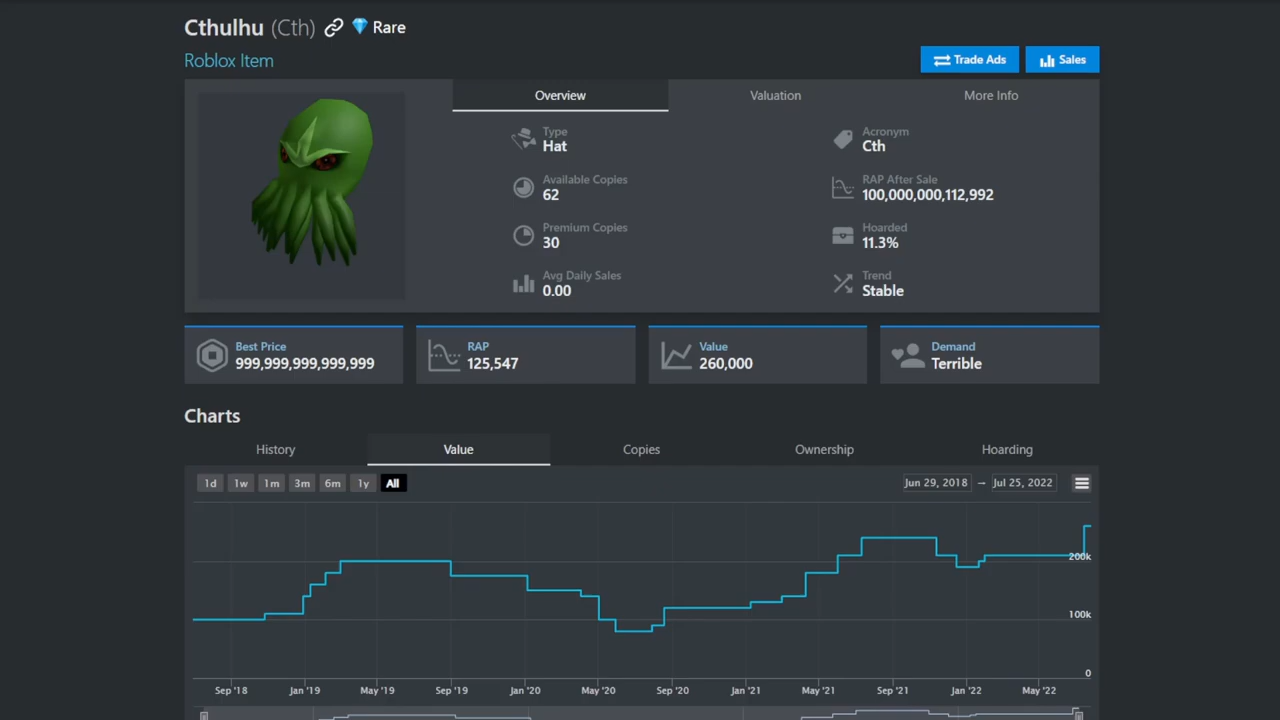 Cthulhu (Cth) Rare
Roblox Item
Trade Ads Sales
Overview Valuation More Info
Type
Hat
Acronym
Cth
Available Copies
62
RAP After Sale
100,000,000,112,992
Premium Copies
30
Hoarded
11.3%
Avg Daily Sales
0.00
Trend
Stable
Best Price
999,999,999,999,999
RAP
125,547
Value
260,000
Demand
Terrible
Charts
History Value Copies Ownership Hoarding
1d 1w 1m 3m 6m 1y All Jun 29, 2018 → Jul 25, 2022
200k
100k
0
Sep '18 Jan '19 May '19 Sep '19 Jan '20 May '20 Sep '20 Jan '21 May '21 Sep '21 Jan '22 May '22